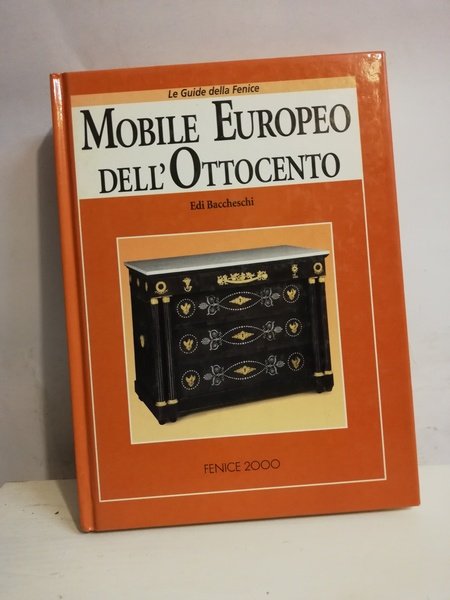 Le Guide della Fenice
MOBILE EUROPEO
DELL'OTTOCENTO
Edi Baccheschi
FENICE 2000